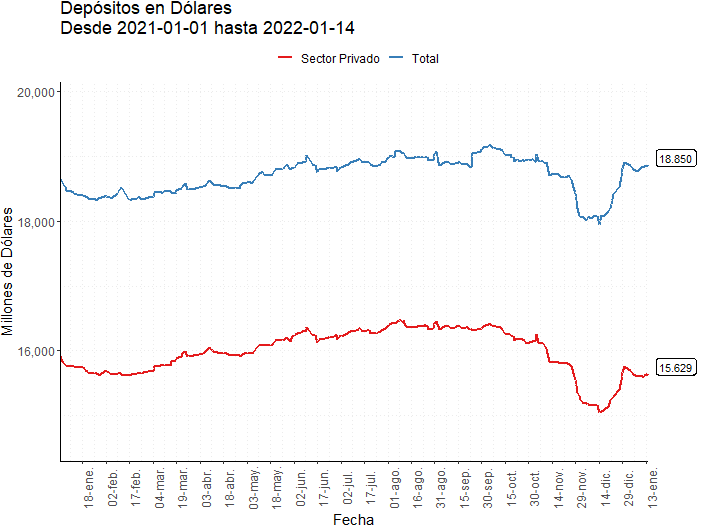 Depósitos en Dólares
Desde 2021-01-01 hasta 2022-01-14
Sector Privado
Total
Millones de Dólares
20,000
18,000
16,000
18.850
15.629
18-ene.
02-feb.
17-feb.
04-mar.
19-mar.
03-abr.
18-abr.
03-may.
18-may.
02-jun.
17-jun.
02-jul.
17-jul.
01-ago.
16-ago.
31-ago.
15-sep.
30-sep.
15-oct.
30-oct.
14-nov.
29-nov.
14-dic.
29-dic.
13-ene.
Fecha